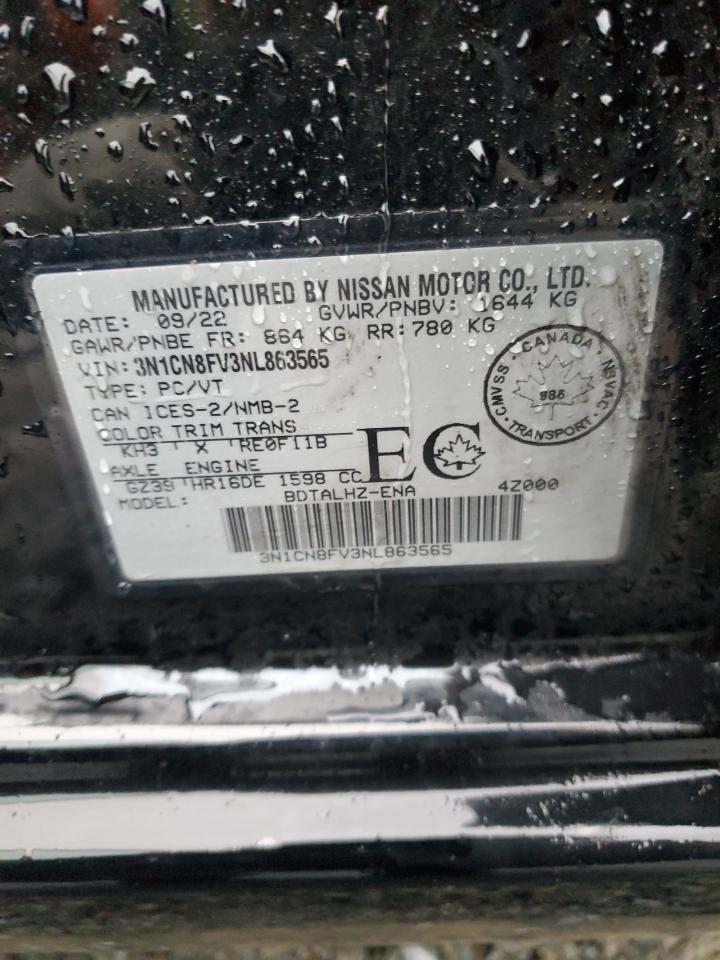 MANUFACTURED BY NISSAN MOTOR CO., LTD.
DATE: 09/22 GVWR/PNBV: 1644 KG
GAWR/PNBE FR: 864 KG RR: 780 KG
VIN: 3N1CN8FV3NL863565
TYPE: PC/VT
CAN ICES-2/NMB-2
COLOR TRIM TRANS
KH3 X RE0F11B
AXLE ENGINE
GZ39 HR16DE 1598 CC
MODEL: BDTALHZ-ENA 4Z000
3N1CN8FV3NL863565
EC
CANADA
CMVSS NSVAC
986
TRANSPORT